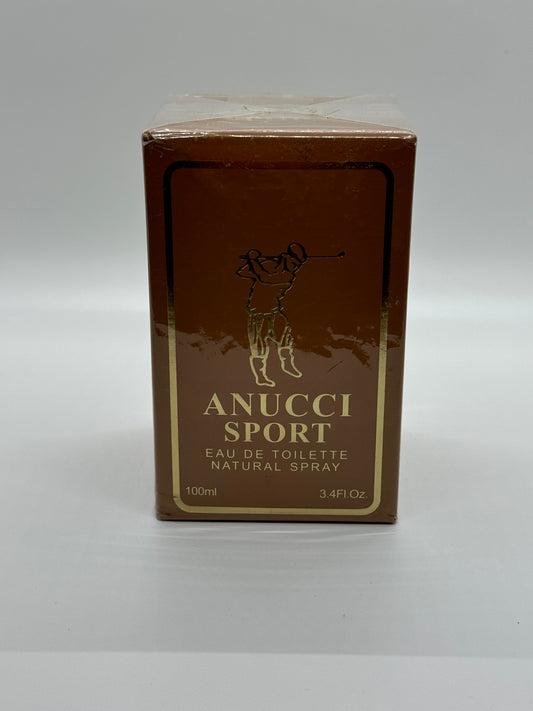 ANUCCI
SPORT
EAU DE TOILETTE
NATURAL SPRAY
100ml 3.4Fl.Oz.